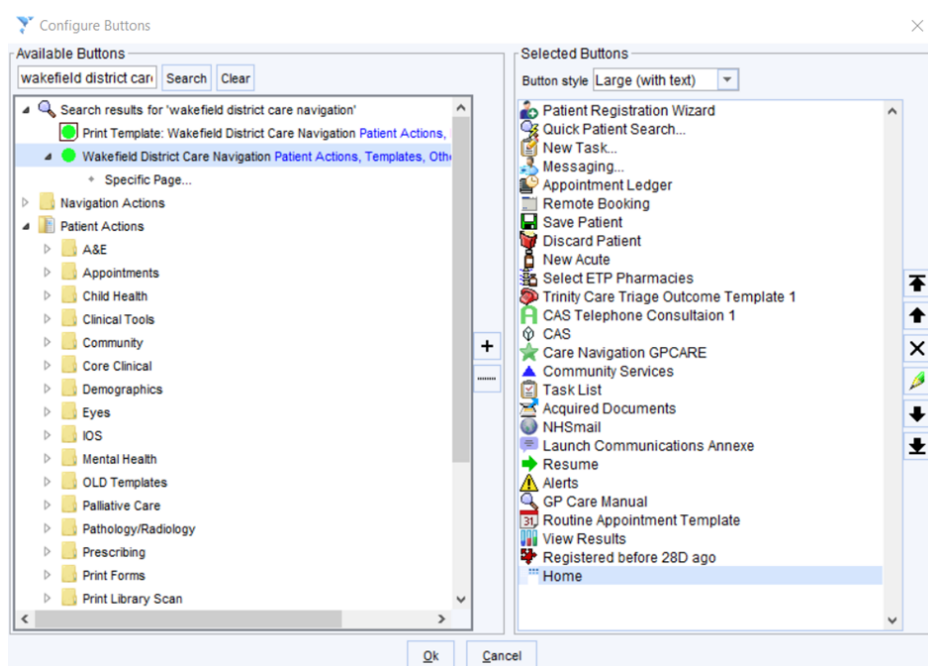 Configure Buttons
Available Buttons
wakefield district care
Search
Clear
Search results for 'wakefield district care navigation'
Print Template: Wakefield District Care Navigation Patient Actions,
Wakefield District Care Navigation Patient Actions, Templates, Oth
Specific Page...
Navigation Actions
Patient Actions
A&E
Appointments
Child Health
Clinical Tools
Community
Core Clinical
Demographics
Eyes
IOS
Mental Health
OLD Templates
Palliative Care
Pathology/Radiology
Prescribing
Print Forms
Print Library Scan
Selected Buttons
Button style Large (with text)
Patient Registration Wizard
Quick Patient Search...
New Task...
Messaging...
Appointment Ledger
Remote Booking
Save Patient
Discard Patient
New Acute
Select ETP Pharmacies
Trinity Care Triage Outcome Template 1
CAS Telephone Consultaion 1
CAS
Care Navigation GPCARE
Community Services
Task List
Acquired Documents
NHSmail
Launch Communications Annexe
Resume
Alerts
GP Care Manual
Routine Appointment Template
View Results
Registered before 28D ago
Home
Ok
Cancel